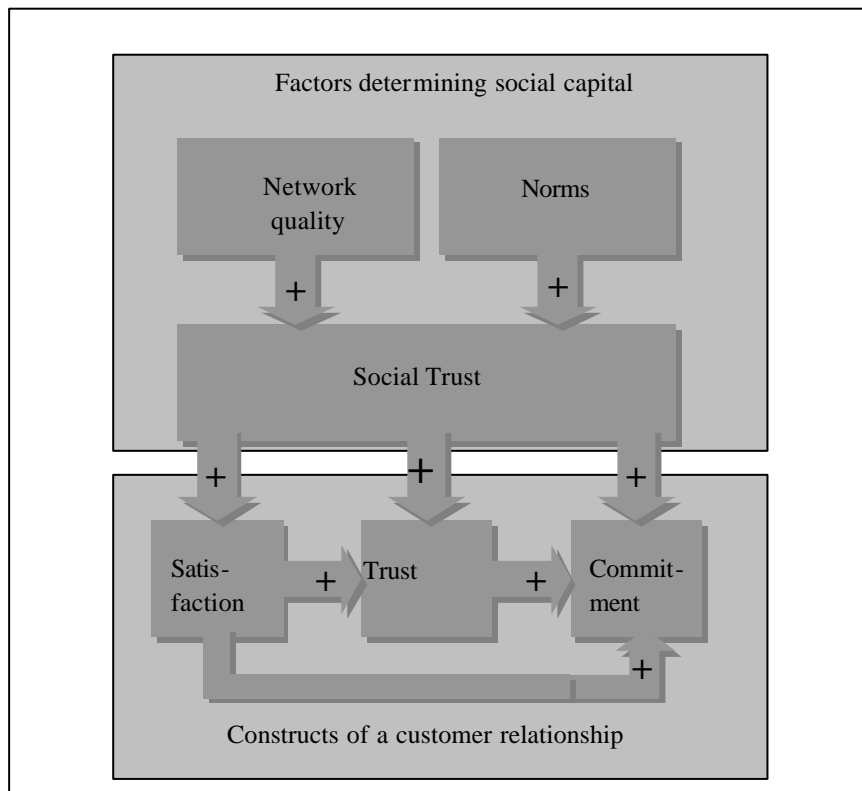 Factors determining social capital
Network
quality
Norms
+
+
Social Trust
+
+
+
Satis-
faction
+
Trust
+
Commit-
ment
+
Constructs of a customer relationship